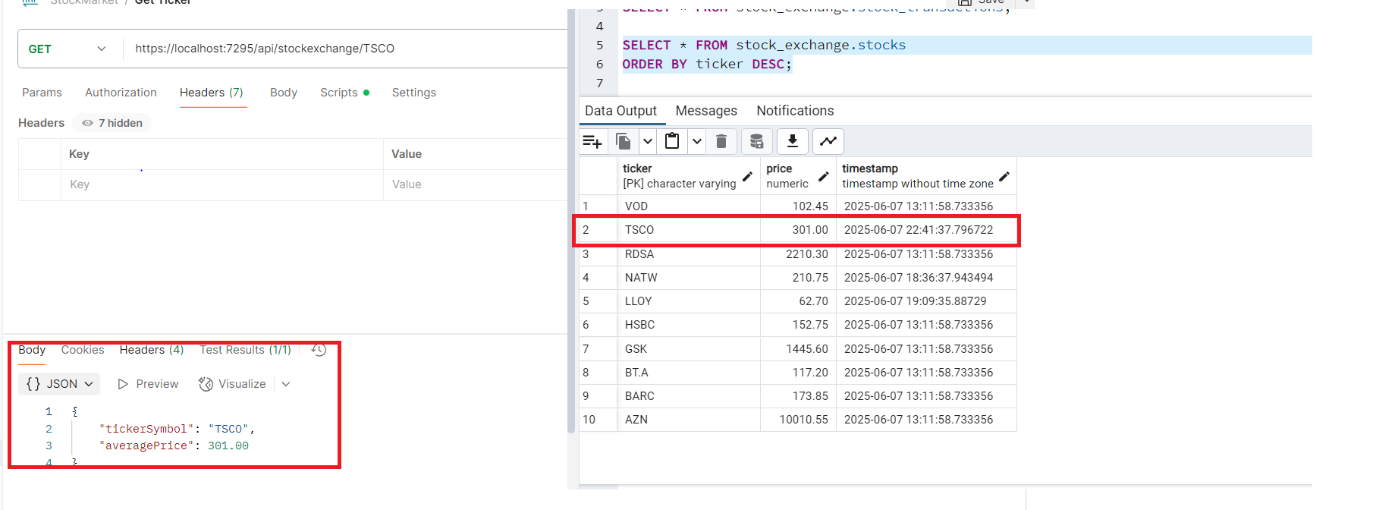 StockMarket / Get Ticker
GET https://localhost:7295/api/stockexchange/TSCO
Params Authorization Headers (7) Body Scripts Settings
Headers 7 hidden
Key Value
Key Value
Body Cookies Headers (4) Test Results (1/1)
{} JSON Preview Visualize
1 {
2 "tickerSymbol": "TSCO",
3 "averagePrice": 301.00
4 }
Save
3 SELECT * FROM stock_exchange.stock_transactions;
4
5 SELECT * FROM stock_exchange.stocks
6 ORDER BY ticker DESC;
7
Data Output Messages Notifications
ticker price timestamp
[PK] character varying numeric timestamp without time zone
1 VOD 102.45 2025-06-07 13:11:58.733356
2 TSCO 301.00 2025-06-07 22:41:37.796722
3 RDSA 2210.30 2025-06-07 13:11:58.733356
4 NATW 210.75 2025-06-07 18:36:37.943494
5 LLOY 62.70 2025-06-07 19:09:35.88729
6 HSBC 152.75 2025-06-07 13:11:58.733356
7 GSK 1445.60 2025-06-07 13:11:58.733356
8 BT.A 117.20 2025-06-07 13:11:58.733356
9 BARC 173.85 2025-06-07 13:11:58.733356
10 AZN 10010.55 2025-06-07 13:11:58.733356